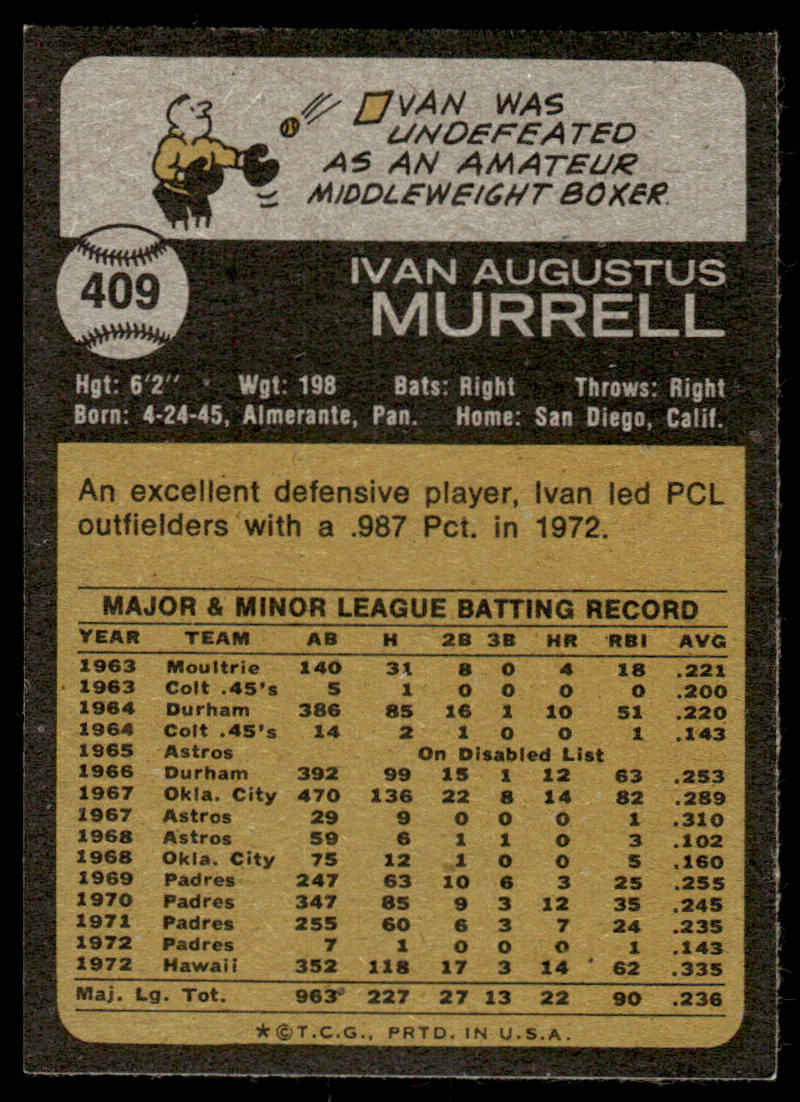 IVAN WAS
UNDEFEATED
AS AN AMATEUR
MIDDLEWEIGHT BOXER.
409
IVAN AUGUSTUS
MURRELL
Hgt: 6'2" Wgt: 198 Bats: Right Throws: Right
Born: 4-24-45, Almerante, Pan. Home: San Diego, Calif.
An excellent defensive player, Ivan led PCL
outfielders with a .987 Pct. in 1972.
MAJOR & MINOR LEAGUE BATTING RECORD
YEAR TEAM AB H 2B 3B HR RBI AVG
1963 Moultrie 140 31 8 0 4 18 .221
1963 Colt .45's 5 1 0 0 0 0 .200
1964 Durham 386 85 16 1 10 51 .220
1964 Colt .45's 14 2 1 0 0 1 .143
1965 Astros On Disabled List
1966 Durham 392 99 15 1 12 63 .253
1967 Okla. City 470 136 22 8 14 82 .289
1967 Astros 29 9 0 0 0 1 .310
1968 Astros 59 6 1 1 0 3 .102
1968 Okla. City 75 12 1 0 0 5 .160
1969 Padres 247 63 10 6 3 25 .255
1970 Padres 347 85 9 3 12 35 .245
1971 Padres 255 60 6 3 7 24 .235
1972 Padres 7 1 0 0 0 1 .143
1972 Hawaii 352 118 17 3 14 62 .335
Maj. Lg. Tot. 963 227 27 13 22 90 .236
*©T.C.G., PRTD. IN U.S.A.